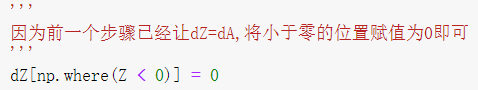 '''
因为前一个步骤已经让dZ=dA,将小于零的位置赋值为0即可
'''
dZ[np.where(Z < 0)] = 0